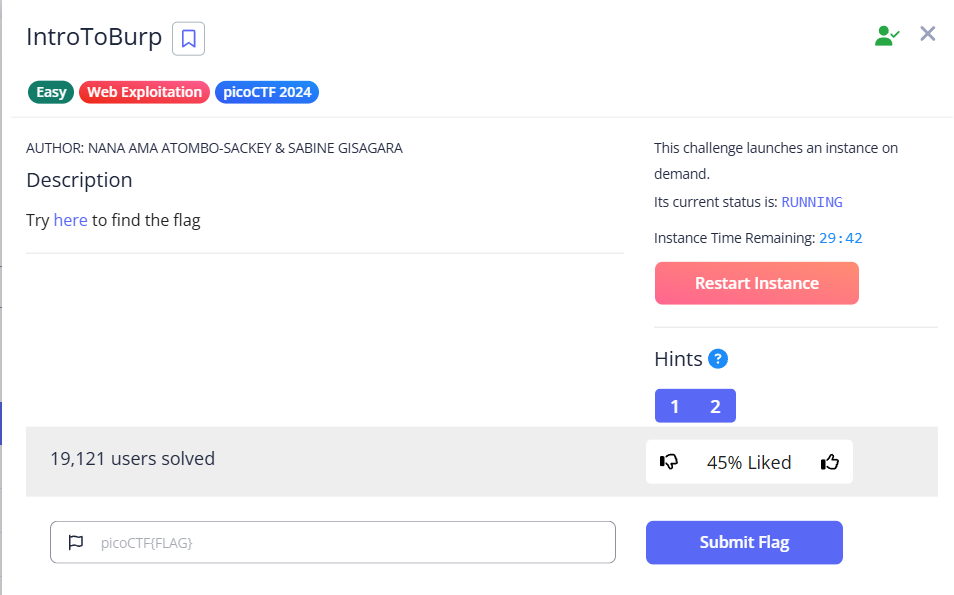 IntroToBurp
Easy Web Exploitation picoCTF 2024
AUTHOR: NANA AMA ATOMBO-SACKEY & SABINE GISAGARA
Description
Try here to find the flag
This challenge launches an instance on
demand.
Its current status is: RUNNING
Instance Time Remaining: 29:42
Restart Instance
Hints ?
1 2
19,121 users solved
45% Liked
picoCTF{FLAG}
Submit Flag